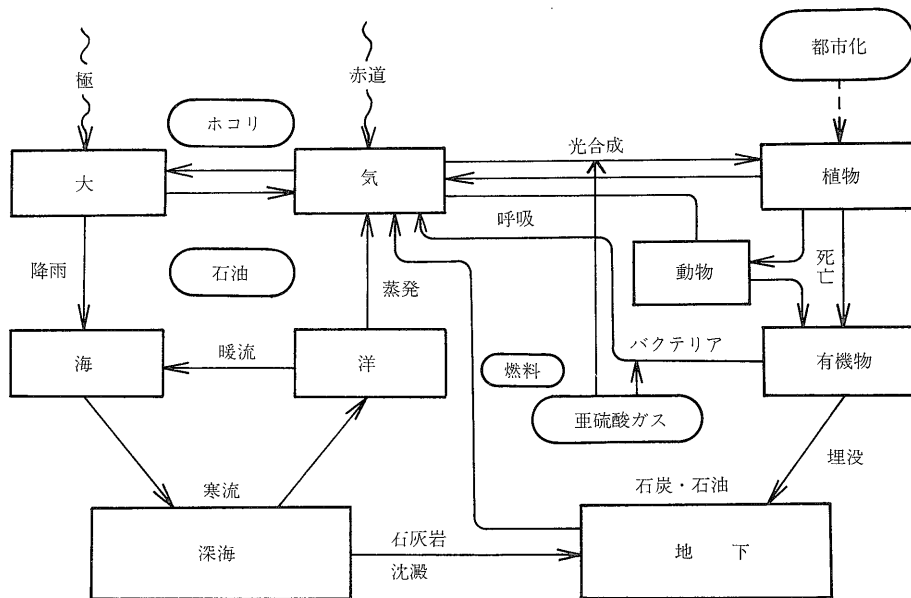 都市化
極
赤道
ホコリ
大
気
光合成
植物
呼吸
降雨
石油
蒸発
動物
死亡
海
暖流
洋
燃料
バクテリア
有機物
亜硫酸ガス
埋没
寒流
石炭・石油
深海
石灰岩
沈澱
地下